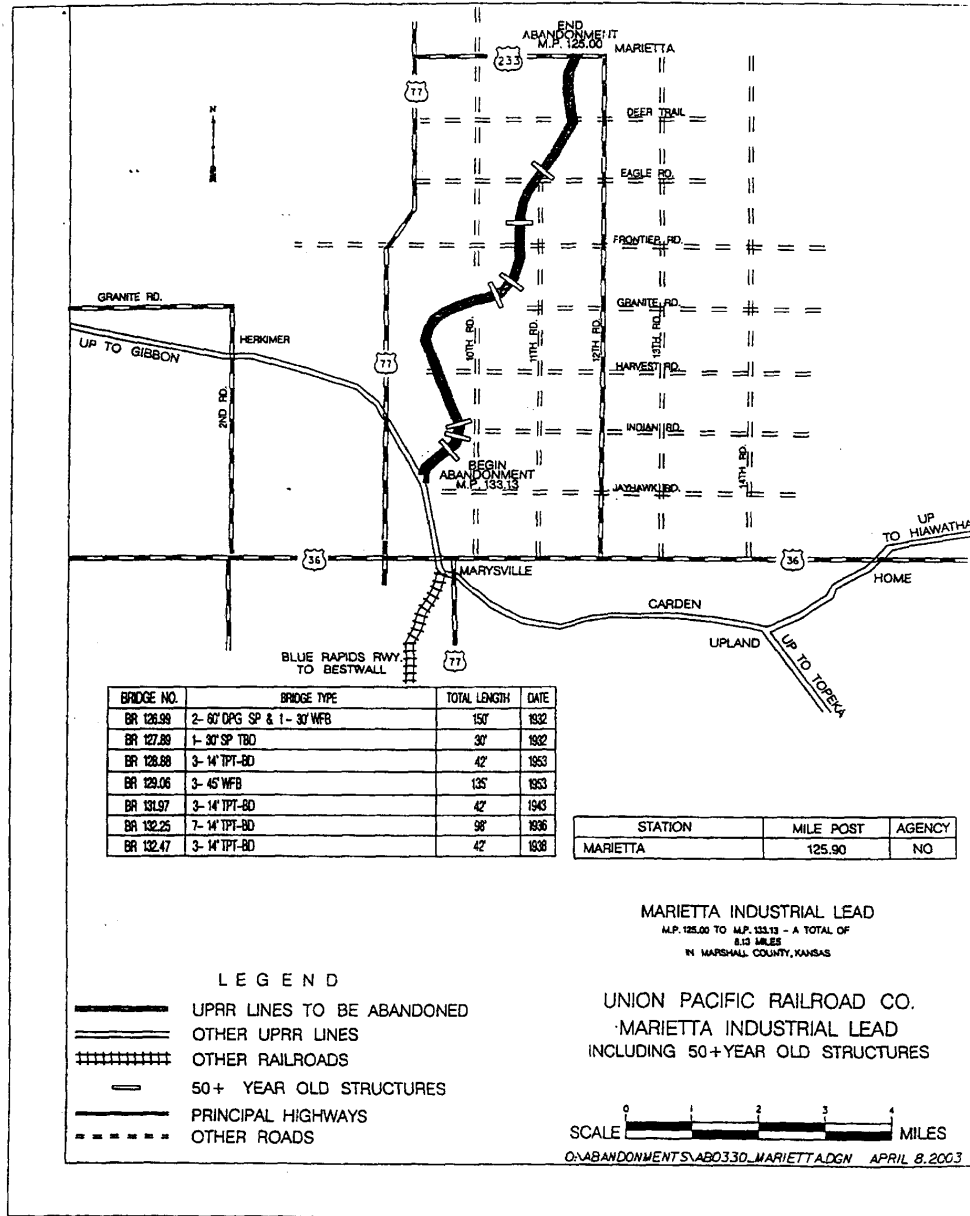 END
ABANDONMENT
M.P. 125.00
MARIETTA
233
77
DEER TRAIL
EAGLE RD.
FRONTIER RD.
N
GRANITE RD.
GRANITE RD.
HERKIMER
UP TO GIBBON
2ND RD.
77
10TH RD.
11TH RD.
12TH RD.
13TH RD.
HARVEST RD.
INDIAN RD.
14TH RD.
BEGIN
ABANDONMENT
M.P. 133.13
JAYHAWK RD.
UP
TO HIAWATHA
36
36
MARYSVILLE
HOME
CARDEN
UPLAND
UP TO TOPEKA
BLUE RAPIDS RWY.
TO BESTWALL
77
BRIDGE NO. BRIDGE TYPE TOTAL LENGTH DATE
BR 126.99 2- 60' DPG SP & 1 - 30' WFB 150' 1932
BR 127.89 1- 30' SP TBD 30' 1932
BR 128.88 3- 14' TPT-BD 42' 1953
BR 129.06 3- 45' WFB 135' 1953
BR 131.97 3- 14' TPT-BD 42' 1943
BR 132.25 7- 14' TPT-BD 98' 1936
BR 132.47 3- 14' TPT-BD 42' 1938
STATION MILE POST AGENCY
MARIETTA 125.90 NO
MARIETTA INDUSTRIAL LEAD
M.P. 125.00 TO M.P. 133.13 - A TOTAL OF
8.13 MILES
IN MARSHALL COUNTY, KANSAS
LEGEND
UPRR LINES TO BE ABANDONED
OTHER UPRR LINES
OTHER RAILROADS
50+ YEAR OLD STRUCTURES
PRINCIPAL HIGHWAYS
OTHER ROADS
UNION PACIFIC RAILROAD CO.
MARIETTA INDUSTRIAL LEAD
INCLUDING 50+YEAR OLD STRUCTURES
0 1 2 3 4
SCALE MILES
O:\ABANDONMENTS\ABO330_MARIETTA.DGN APRIL 8, 2003